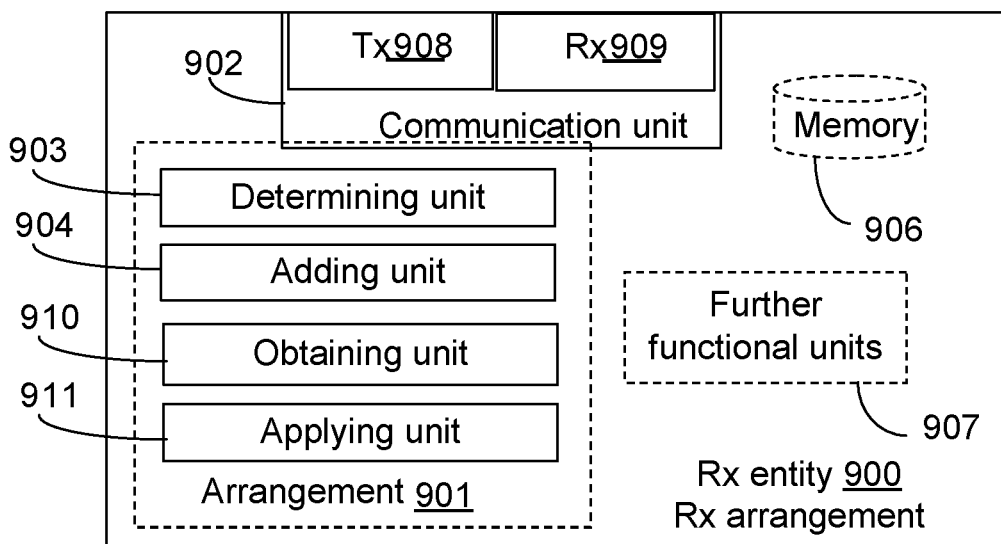 Tx908
Rx909
902
Communication unit
Memory
903
Determining unit
904
Adding unit
906
910
Obtaining unit
Further
functional units
911
Applying unit
907
Arrangement 901
Rx entity 900
Rx arrangement